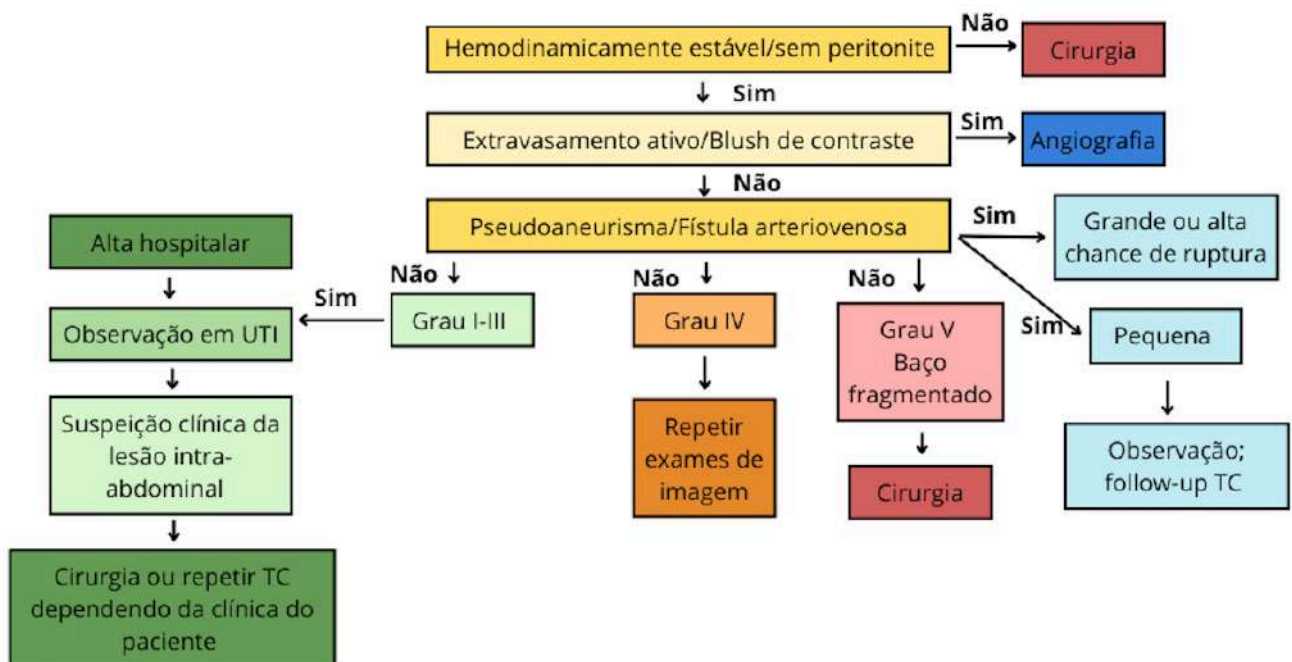 Hemodinamicamente estável/sem peritonite
Não
Cirurgia
Sim
Extravasamento ativo/Blush de contraste
Sim
Angiografia
Não
Pseudoaneurisma/Fístula arteriovenosa
Sim
Grande ou alta
chance de ruptura
Sim
Pequena
Observação;
follow-up TC
Não
Grau I-III
Não
Grau IV
Repetir
exames de
imagem
Não
Grau V
Baço
fragmentado
Cirurgia
Alta hospitalar
Sim
Observação em UTI
Suspeição clínica da
lesão intra-
abdominal
Cirurgia ou repetir TC
dependendo da clínica do
paciente